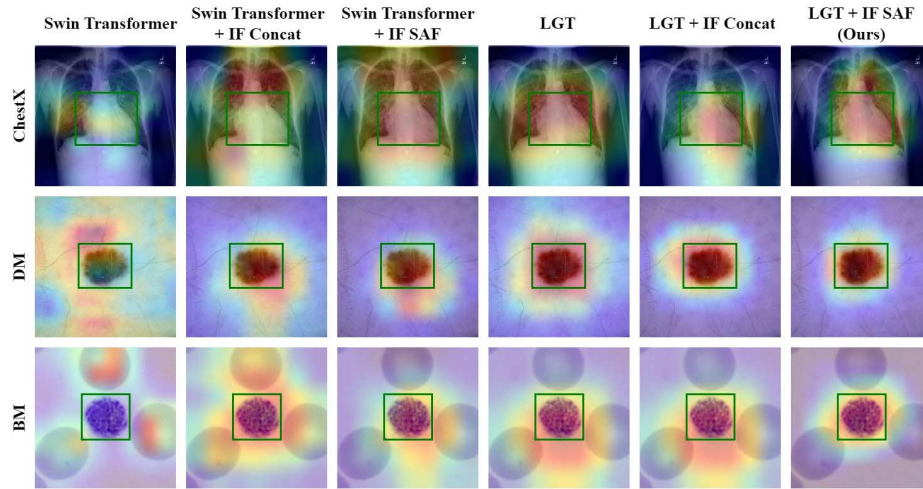 Swin Transformer
Swin Transformer
+ IF Concat
Swin Transformer
+ IF SAF
LGT
LGT + IF Concat
LGT + IF SAF
(Ours)
ChestX
DM
BM